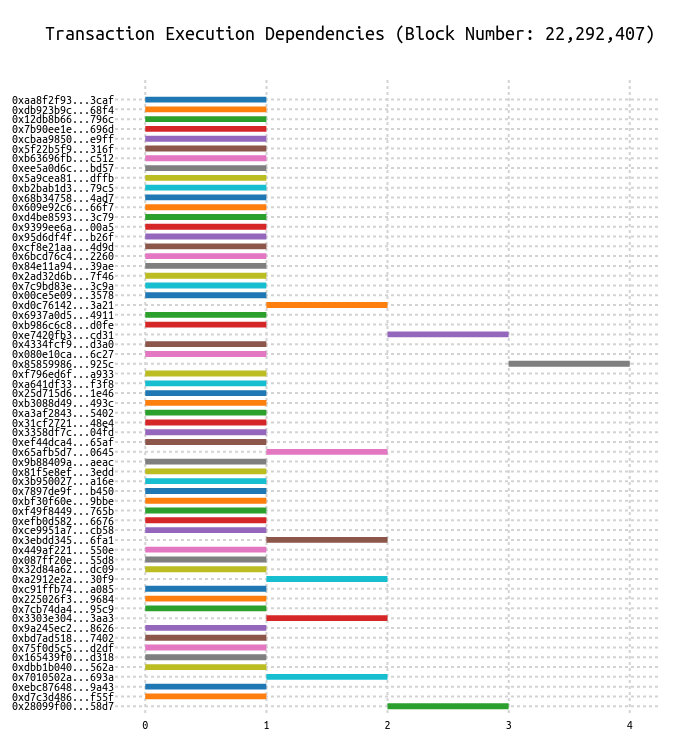 Transaction Execution Dependencies (Block Number: 22,292,407)
0xaa8f2f93...3caf
0xdb923b9c...68f4
0x12db8b66...796c
0x7b90ee1e...696d
0xcbaa9850...e9ff
0x5f22b5f9...316f
0xb63696fb...c512
0xee5a0d6c...bd57
0x5a9cea81...dffb
0xb2bab1d3...79c5
0x68b34758...4ad7
0x609e92c6...66f7
0xd4be8593...3c79
0x9399ee6a...00a5
0x95d6df4f...b26f
0xcf8e21aa...4d9d
0x6bcd76c4...2260
0x84e11a94...39ae
0x2ad32d6b...7f46
0x7c9bd83e...3c9a
0x00ce5e09...3578
0xd0c76142...3a21
0x6937a0d5...4911
0xb986c6c8...d0fe
0xe7420fb3...cd31
0x4334fcf9...d3a0
0x080e10ca...6c27
0x85859986...925c
0xf796ed6f...a933
0xa641df33...f3f8
0x25d715d6...1e46
0xb3088d49...493c
0xa3af2843...5402
0x31cf2721...48e4
0x3358df7c...04fd
0xef44dca4...65af
0x65afb5d7...0645
0x9b88409a...aeac
0x81f5e8ef...3edd
0x3b950027...a16e
0x7897de9f...b450
0xbf30f60e...9bbe
0xf49f8449...765b
0xefb0d582...6676
0xce9951a7...cb58
0x3ebdd345...6fa1
0x449af221...550e
0x087ff20e...55d8
0x32d84a62...dc09
0xa2912e2a...30f9
0xc91ffb74...a085
0x225026f3...9684
0x7cb74da4...95c9
0x3303e304...3aa3
0x9a245ec2...8626
0xbd7ad518...7402
0x75f0d5c5...d2df
0x165439f0...d318
0xdbb1b040...562a
0x7010502a...693a
0xebc87648...9a43
0xd7c3d486...f55f
0x28099f00...58d7
0 1 2 3 4